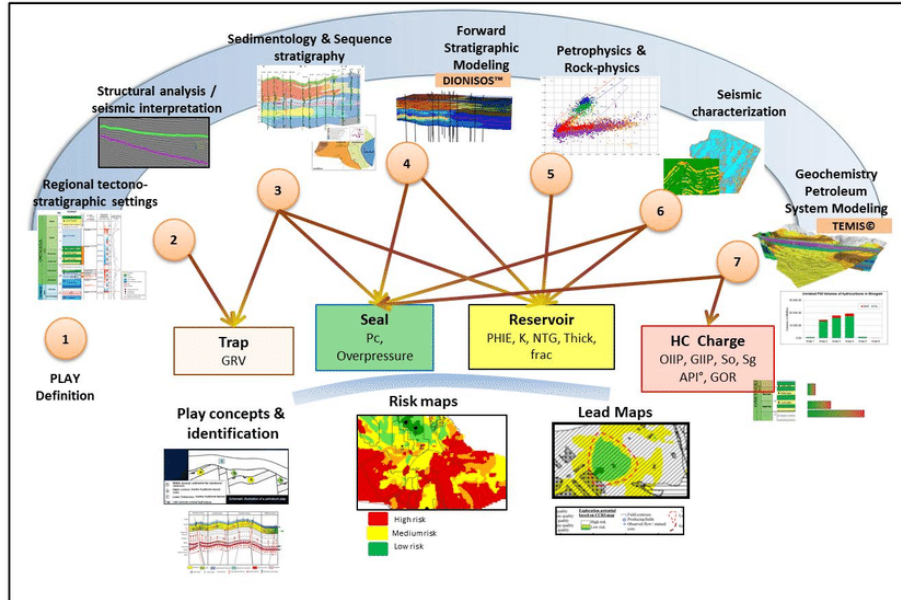 Sedimentology & Sequence
stratigraphy
Forward
Stratigraphic
Modeling
DIONISOS™
Petrophysics &
Rock-physics
Structural analysis /
seismic interpretation
Seismic
characterization
Regional tectono-
stratigraphic settings
Geochemistry
Petroleum
System Modeling
TEMIS©
1
2
3
4
5
6
7
PLAY
Definition
Trap
GRV
Seal
Pc,
Overpressure
Reservoir
PHIE, K, NTG, Thick,
frac
HC Charge
OIIP, GIIP, So, Sg
API°, GOR
Play concepts &
identification
Risk maps
High risk
Medium risk
Low risk
Lead Maps